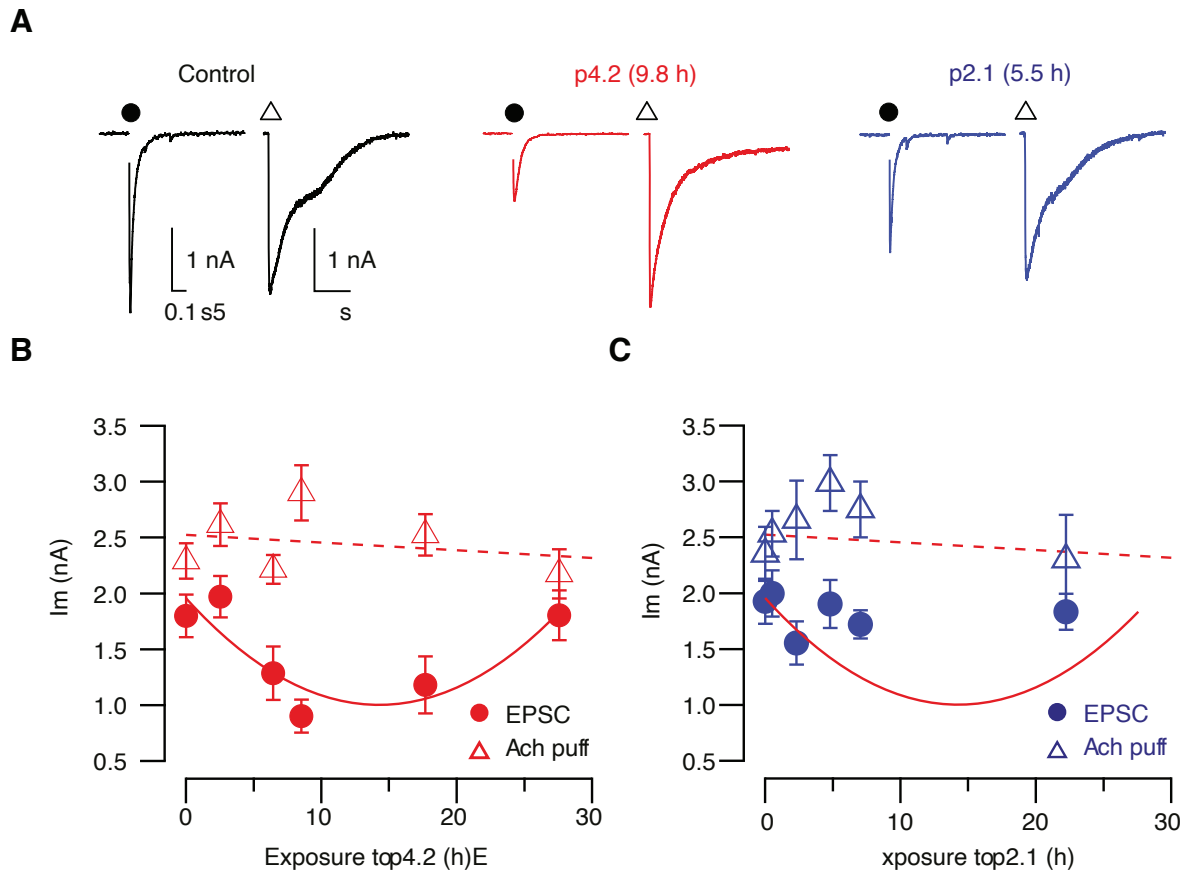 A
Control
p4.2 (9.8 h)
p2.1 (5.5 h)
1 nA
0.1 s5
1 nA
s
B
Im (nA)
3.5
3.0
2.5
2.0
1.5
1.0
0.5
EPSC
Ach puff
0
10
20
30
Exposure top4.2 (h)E
C
Im (nA)
3.5
3.0
2.5
2.0
1.5
1.0
0.5
EPSC
Ach puff
0
10
20
30
xposure top2.1 (h)